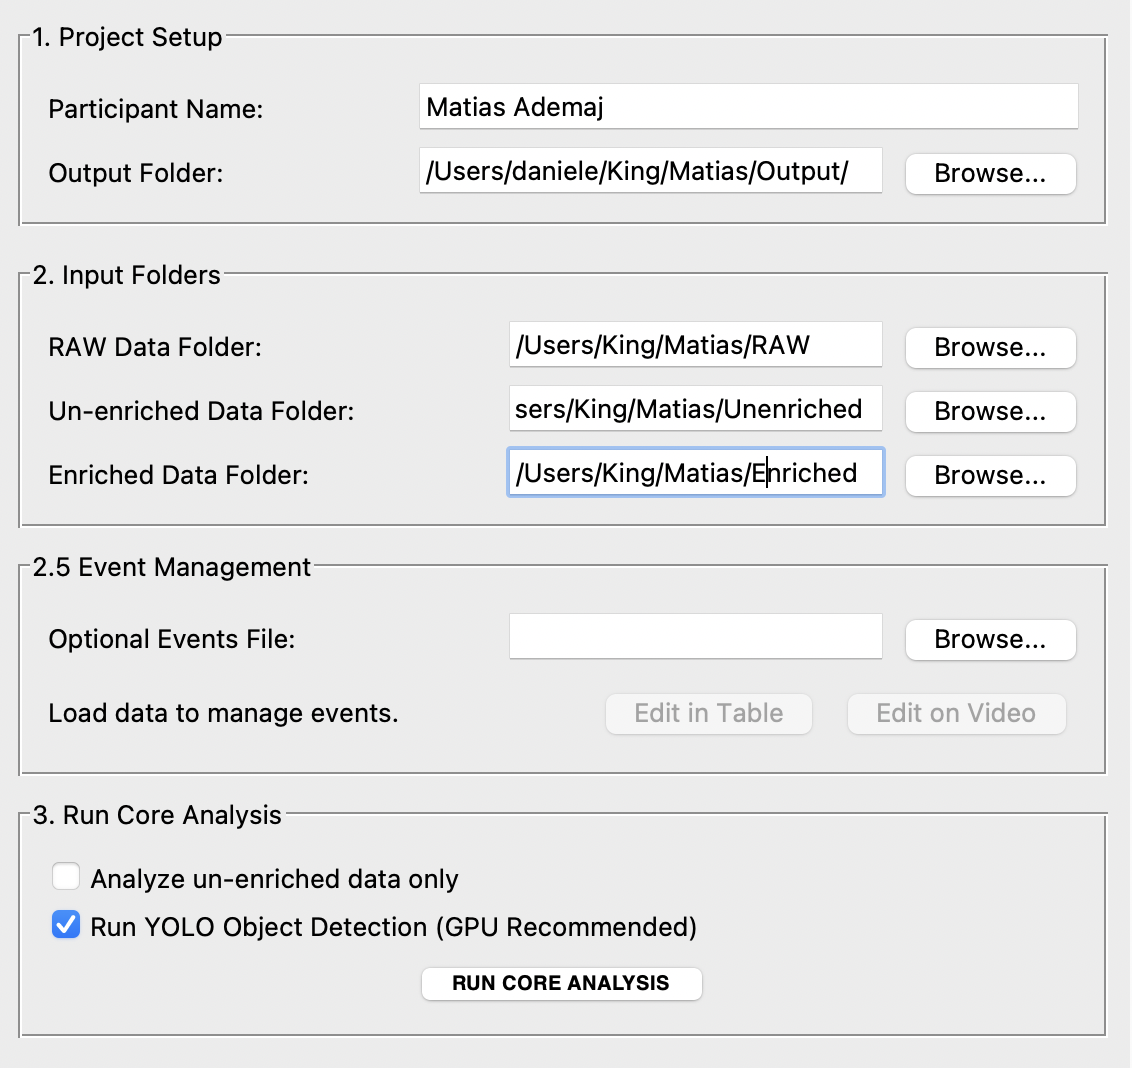 1. Project Setup
Participant Name: Matias Ademaj
Output Folder: /Users/daniele/King/Matias/Output/ Browse...
2. Input Folders
RAW Data Folder: /Users/King/Matias/RAW Browse...
Un-enriched Data Folder: sers/King/Matias/Unenriched Browse...
Enriched Data Folder: /Users/King/Matias/Enriched Browse...
2.5 Event Management
Optional Events File: Browse...
Load data to manage events. Edit in Table Edit on Video
3. Run Core Analysis
Analyze un-enriched data only
Run YOLO Object Detection (GPU Recommended)
RUN CORE ANALYSIS